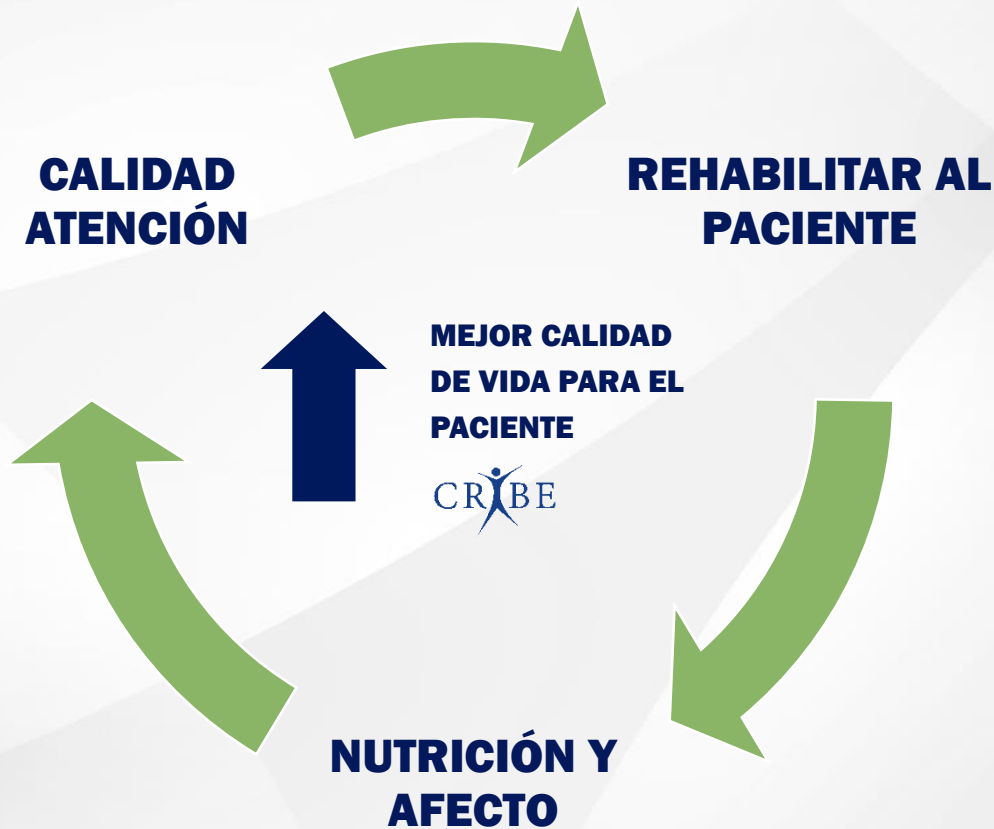 CALIDAD
ATENCIÓN
REHABILITAR AL
PACIENTE
MEJOR CALIDAD
DE VIDA PARA EL
PACIENTE
CRIBE
NUTRICIÓN Y
AFECTO